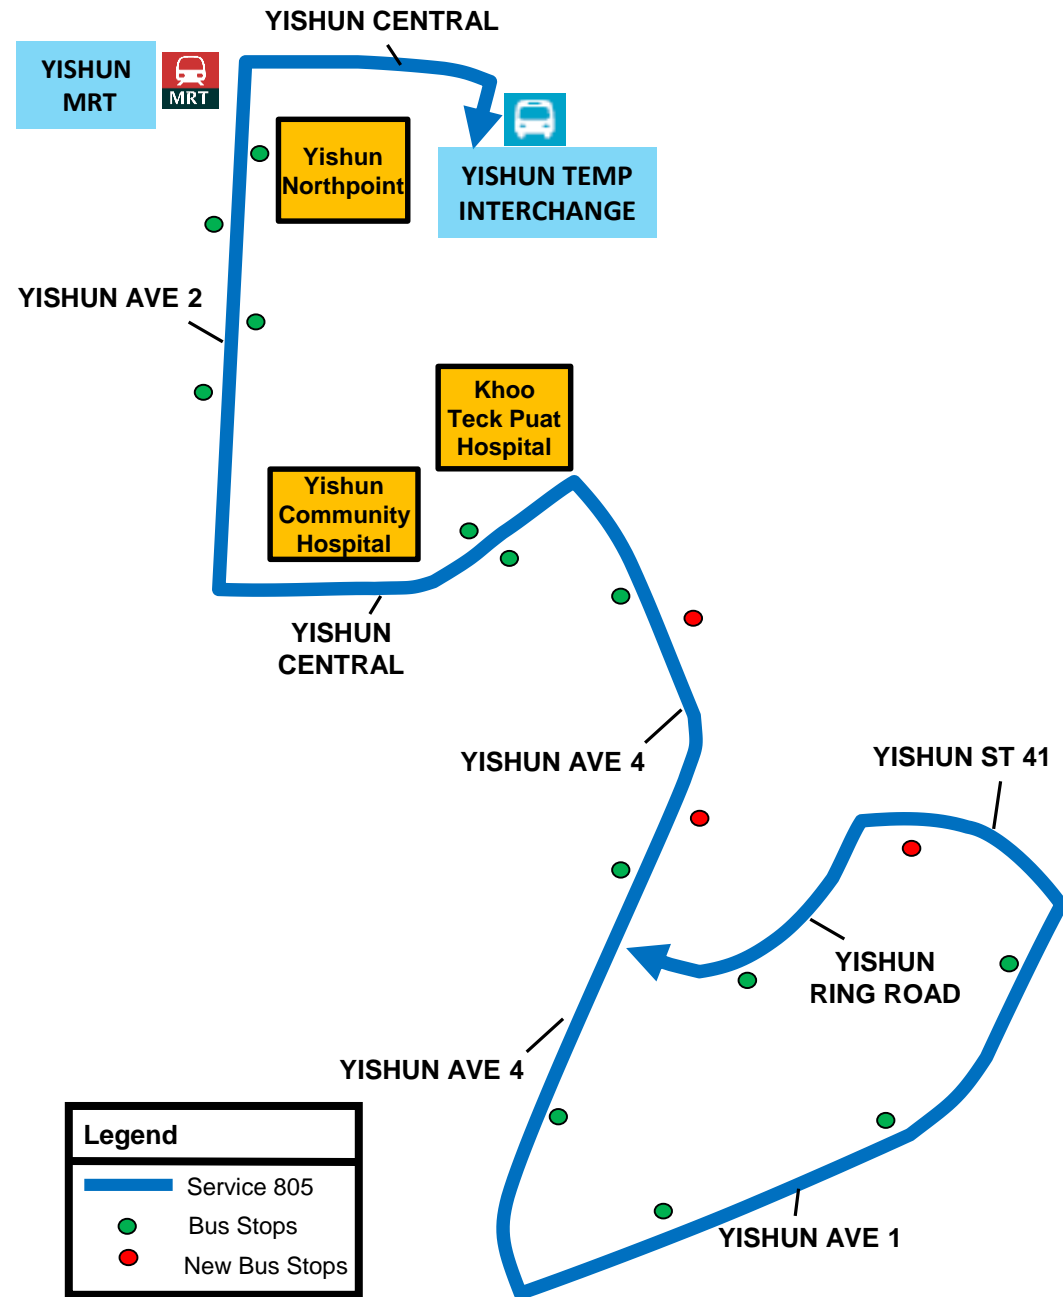 YISHUN CENTRAL
YISHUN
MRT
MRT
Yishun
Northpoint
YISHUN TEMP
INTERCHANGE
YISHUN AVE 2
Khoo
Teck Puat
Hospital
Yishun
Community
Hospital
YISHUN
CENTRAL
YISHUN AVE 4
YISHUN ST 41
YISHUN
RING ROAD
YISHUN AVE 4
YISHUN AVE 1
Legend
Service 805
Bus Stops
New Bus Stops